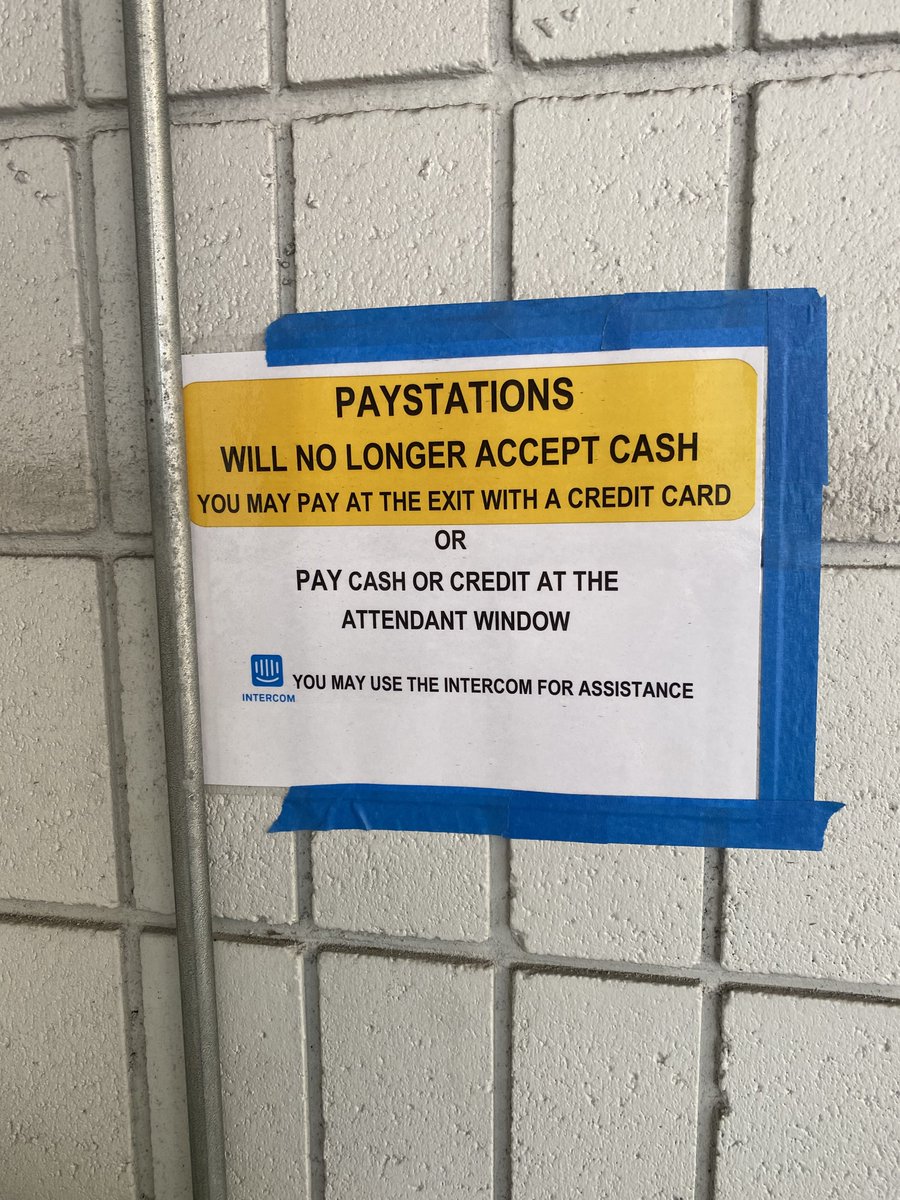 PAYSTATIONS
WILL NO LONGER ACCEPT CASH
YOU MAY PAY AT THE EXIT WITH A CREDIT CARD
OR
PAY CASH OR CREDIT AT THE
ATTENDANT WINDOW
INTERCOM YOU MAY USE THE INTERCOM FOR ASSISTANCE